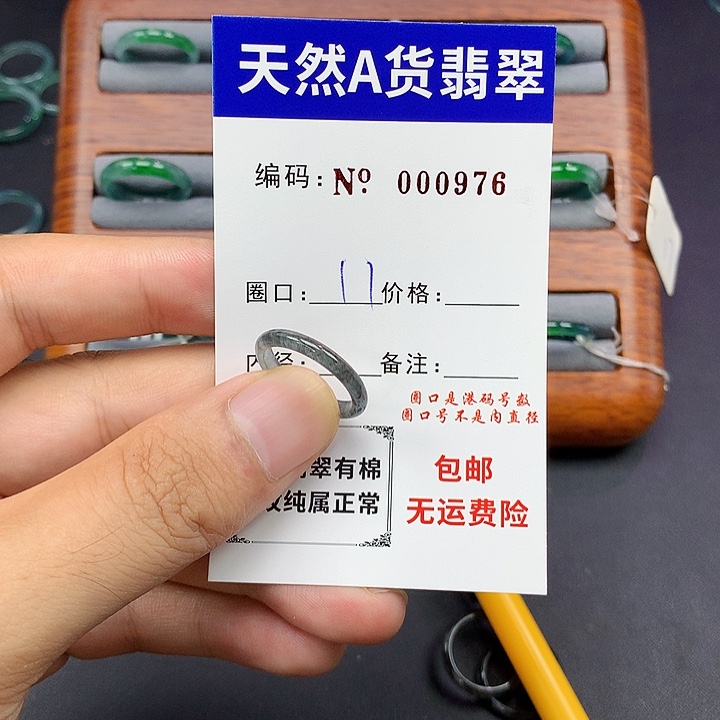 天然A货翡翠
编码: Nº 000976
圈口: 11 价格:
内径: 备注:
圈口是港码号数
圈口号不是内直径
翠有棉
纯属正常
包邮
无运费险